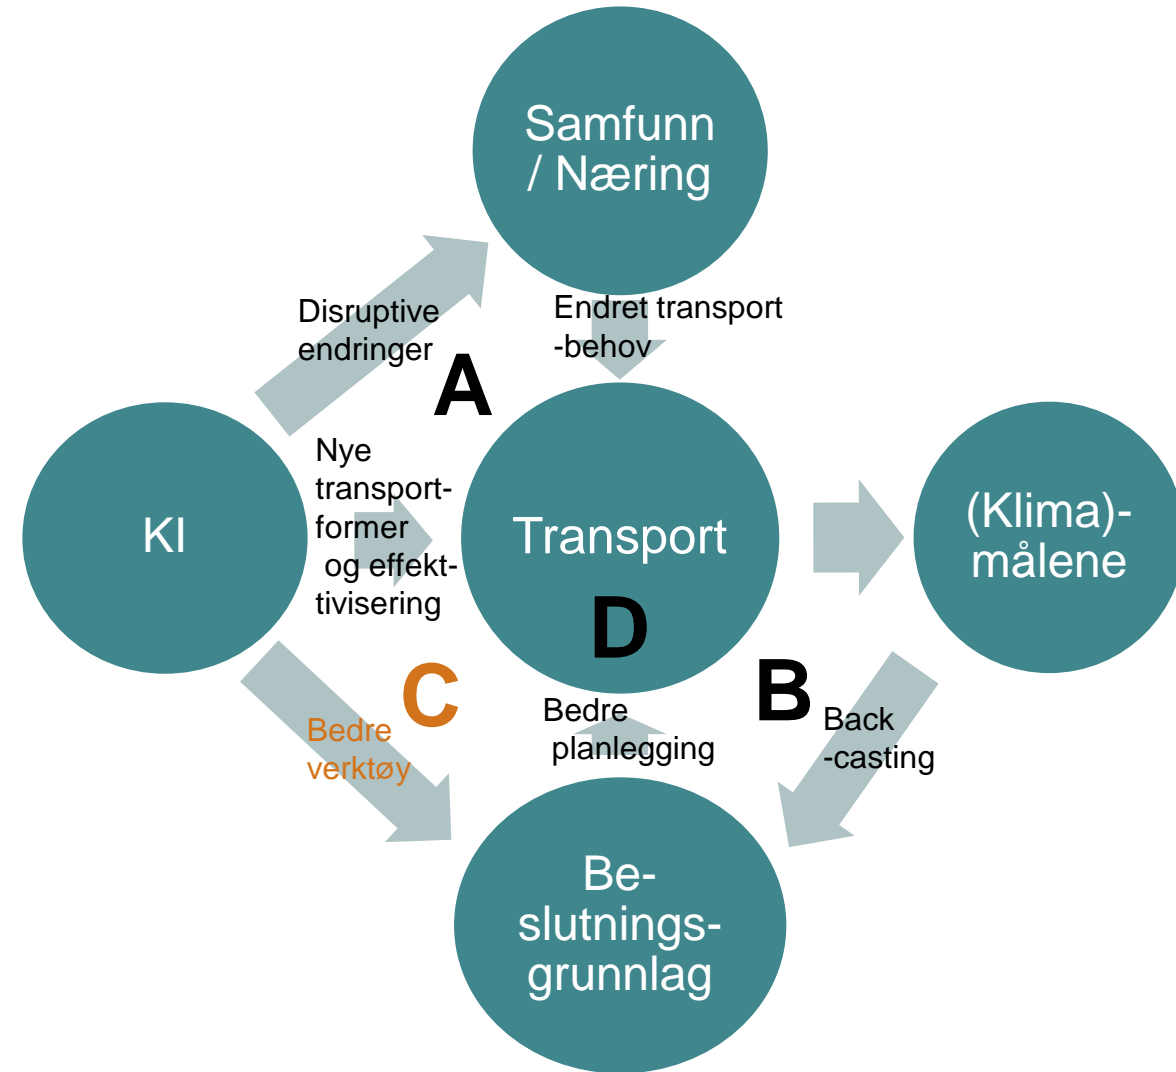 Samfunn
/ Næring
Disruptive
endringer
Endret transport
-behov
A
KI
Nye
transport-
former
og effek-
tivisering
Transport
(Klima)-
målene
D
C
B
Bedre
verktøy
Bedre
planlegging
Back
-casting
Be-
slutnings-
grunnlag